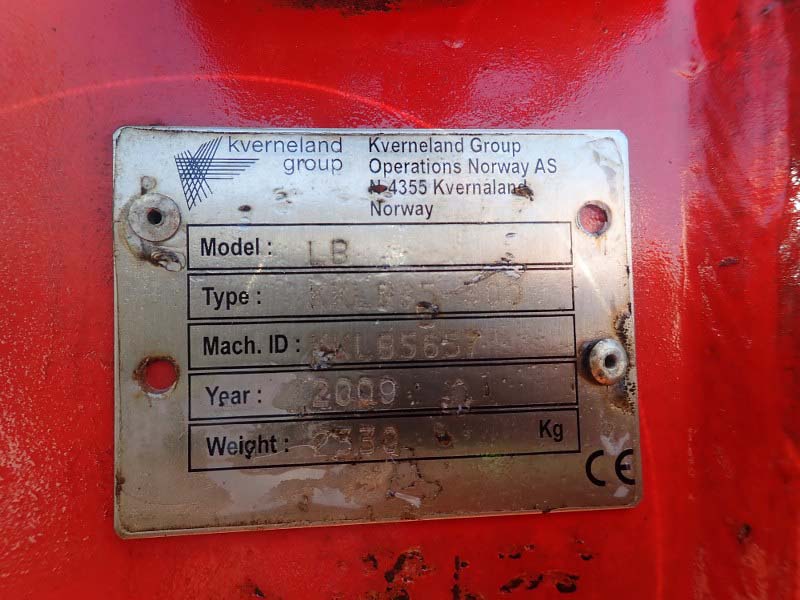 kverneland
group
Kverneland Group
Operations Norway AS
N-4355 Kvernaland
Norway
Model : LB
Type :
Mach. ID :
Year : 2009
Weight : 2330 Kg
CE